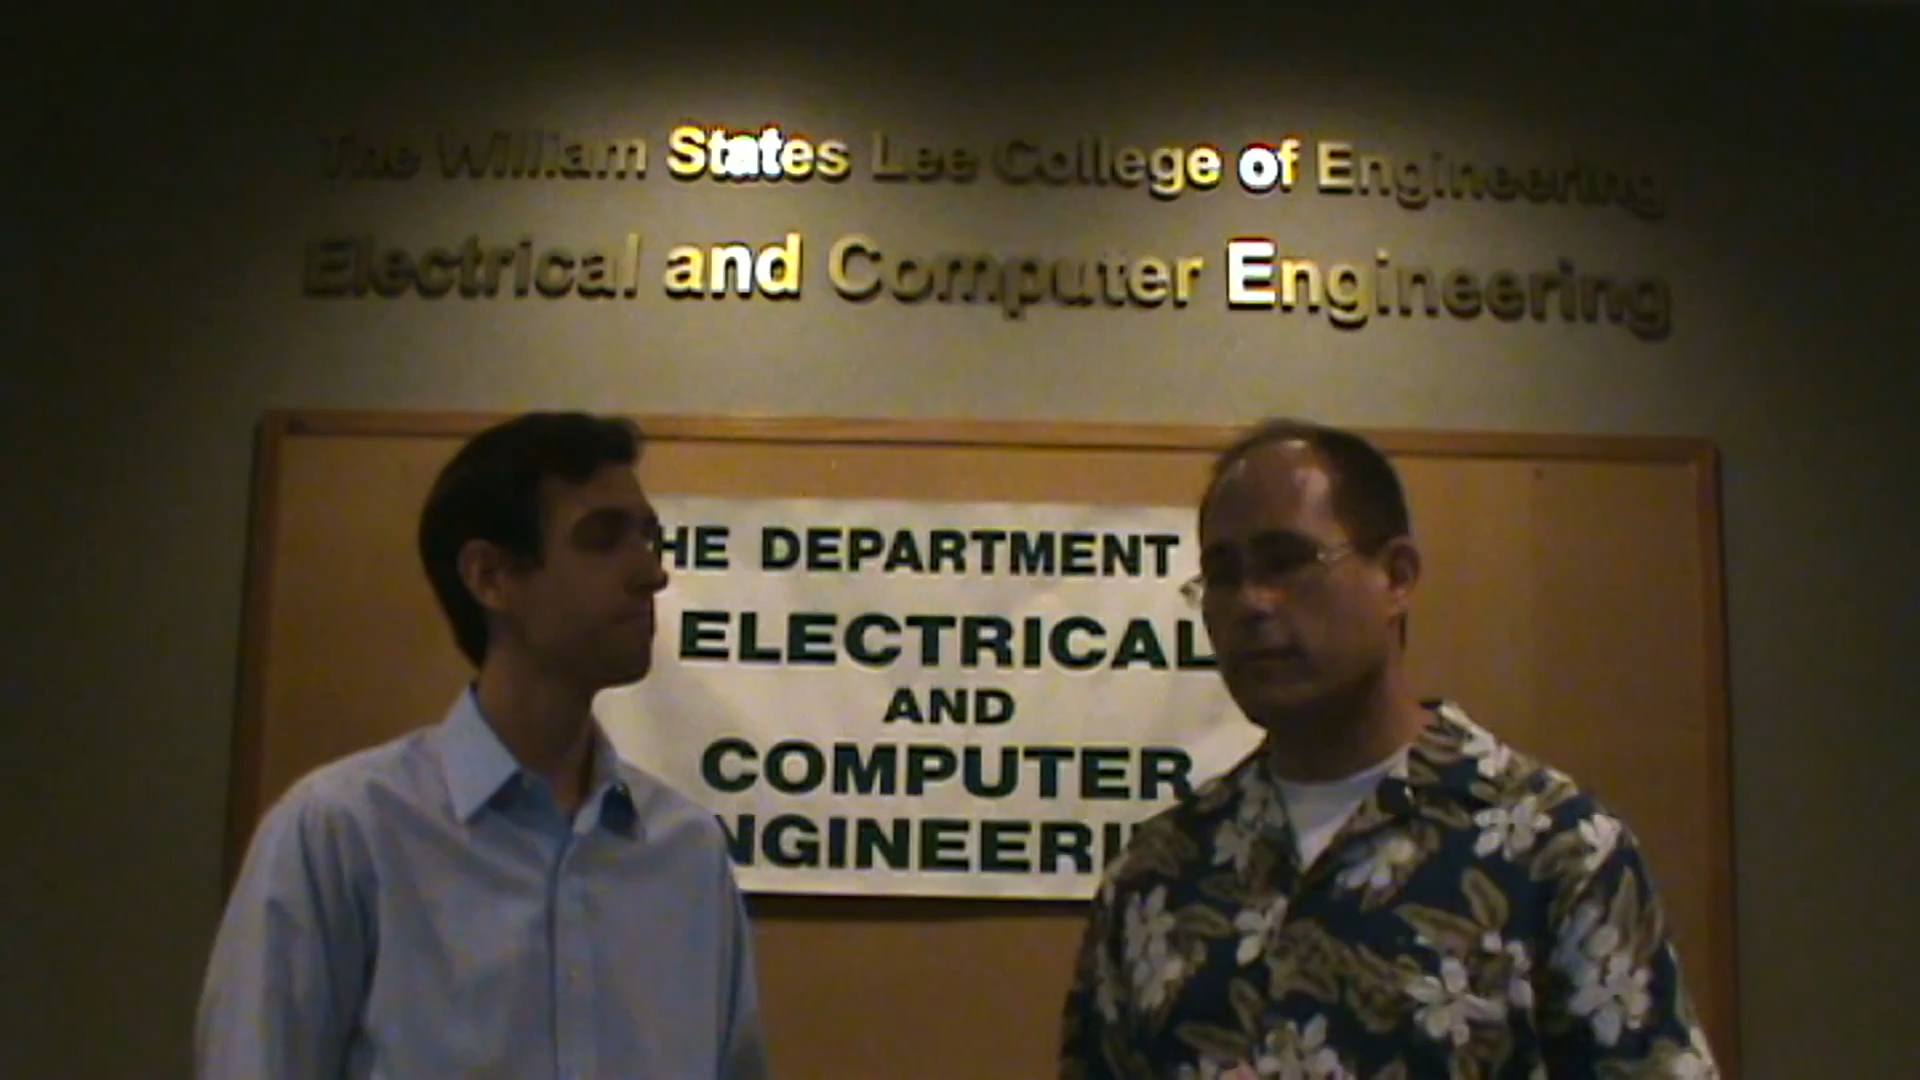 The William States Lee College of Engineering
Electrical and Computer Engineering
HE DEPARTMENT
ELECTRICAL
AND
COMPUTER
NGINEERI